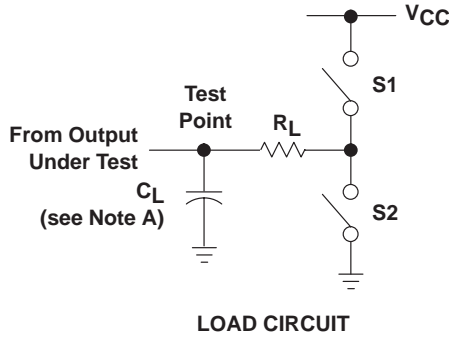 VCC
S1
Test
Point
RL
From Output
Under Test
CL
(see Note A)
S2
LOAD CIRCUIT